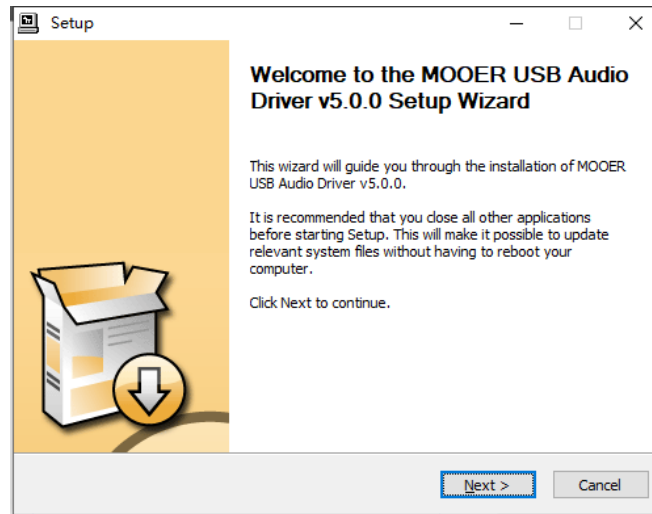 Setup
Welcome to the MOOER USB Audio
Driver v5.0.0 Setup Wizard
This wizard will guide you through the installation of MOOER
USB Audio Driver v5.0.0.
It is recommended that you close all other applications
before starting Setup. This will make it possible to update
relevant system files without having to reboot your
computer.
Click Next to continue.
Next >
Cancel